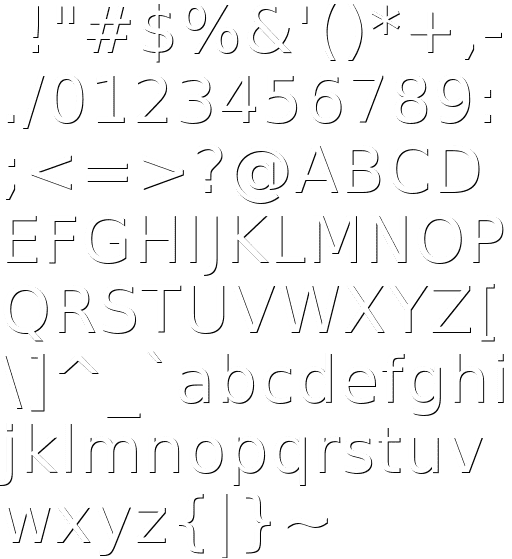 !"#$%&'()*+,-
./0123456789:
;<=>?@ABCD
EFGHIJKLMNOP
QRSTUVWXYZ[
\]^_`abcdefghi
jklmnopqrstuv
wxyz{|}~